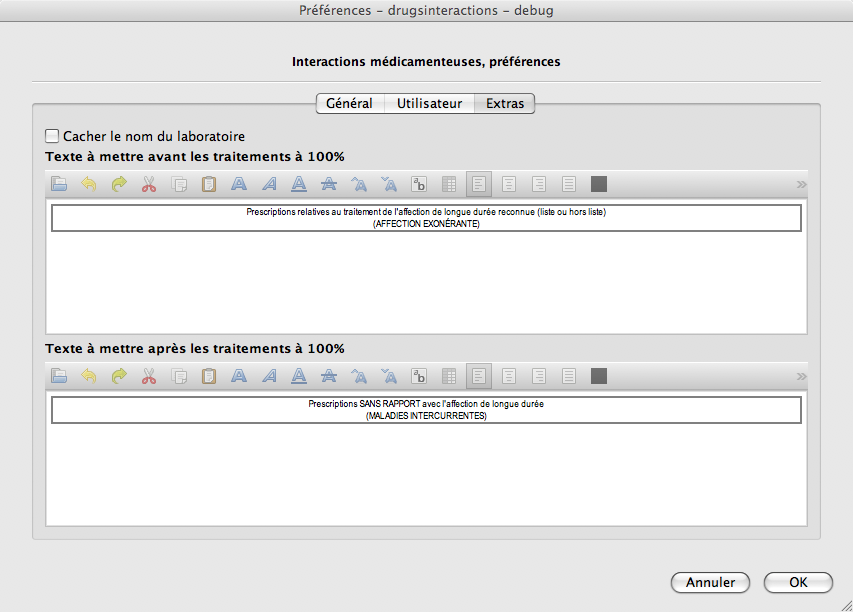 Préférences – drugsinteractions – debug
Interactions médicamenteuses, préférences
Général Utilisateur Extras
Cacher le nom du laboratoire
Texte à mettre avant les traitements à 100%
Prescriptions relatives au traitement de l'affection de longue durée reconnue (liste ou hors liste)
(AFFECTION EXONÉRANTE)
Texte à mettre après les traitements à 100%
Prescriptions SANS RAPPORT avec l'affection de longue durée
(MALADIES INTERCURRENTES)
Annuler OK